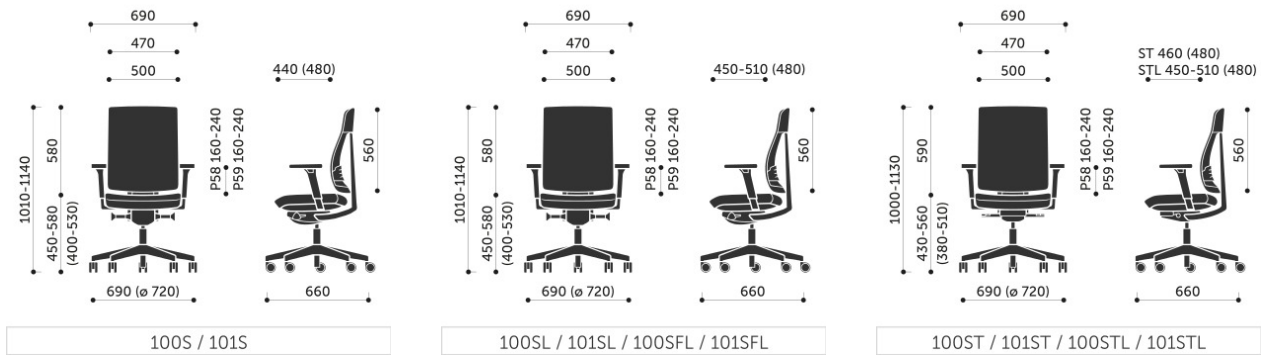 690
470
500
440 (480)
1010-1140
580
450-580
(400-530)
P58 160-240
P59 160-240
560
690 (ø 720)
660
100S / 101S
690
470
500
450-510 (480)
1010-1140
580
450-580
(400-530)
P58 160-240
P59 160-240
560
690 (ø 720)
660
100SL / 101SL / 100SFL / 101SFL
690
470
500
ST 460 (480)
STL 450-510 (480)
1000-1130
590
430-560
(380-510)
P58 160-240
P59 160-240
560
690 (ø 720)
660
100ST / 101ST / 100STL / 101STL